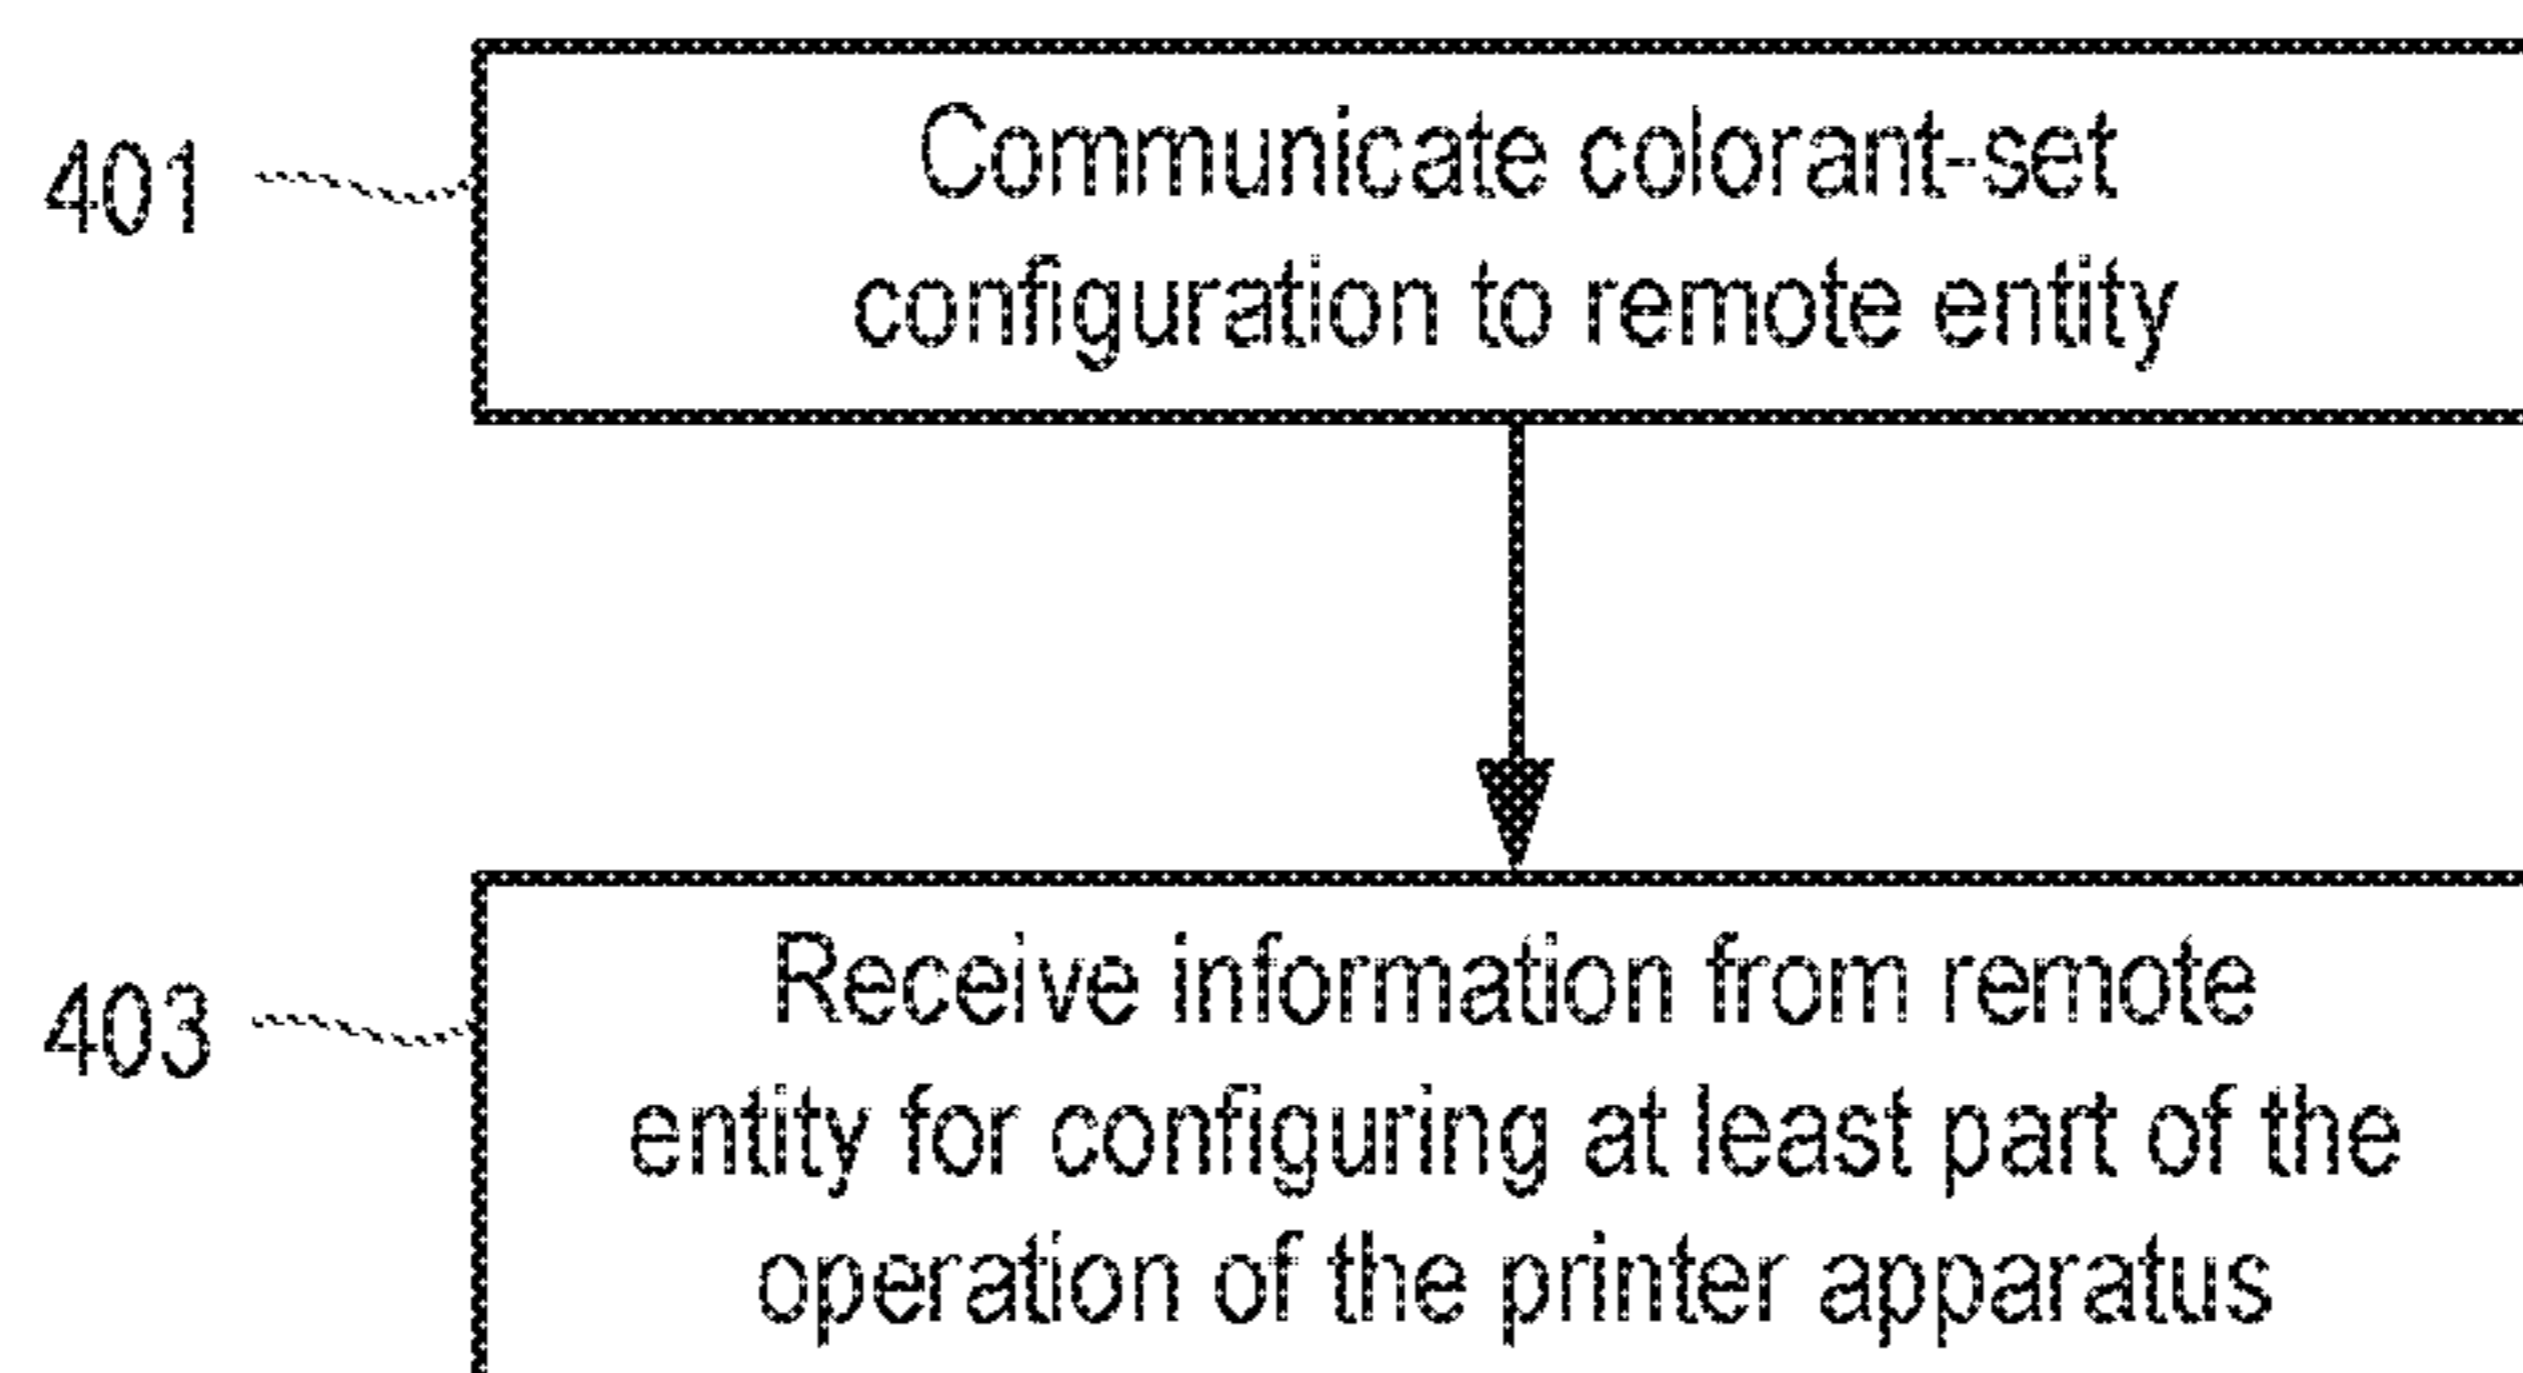 401
Communicate colorant-set
configuration to remote entity
403
Receive information from remote
entity for configuring at least part of the
operation of the printer apparatus